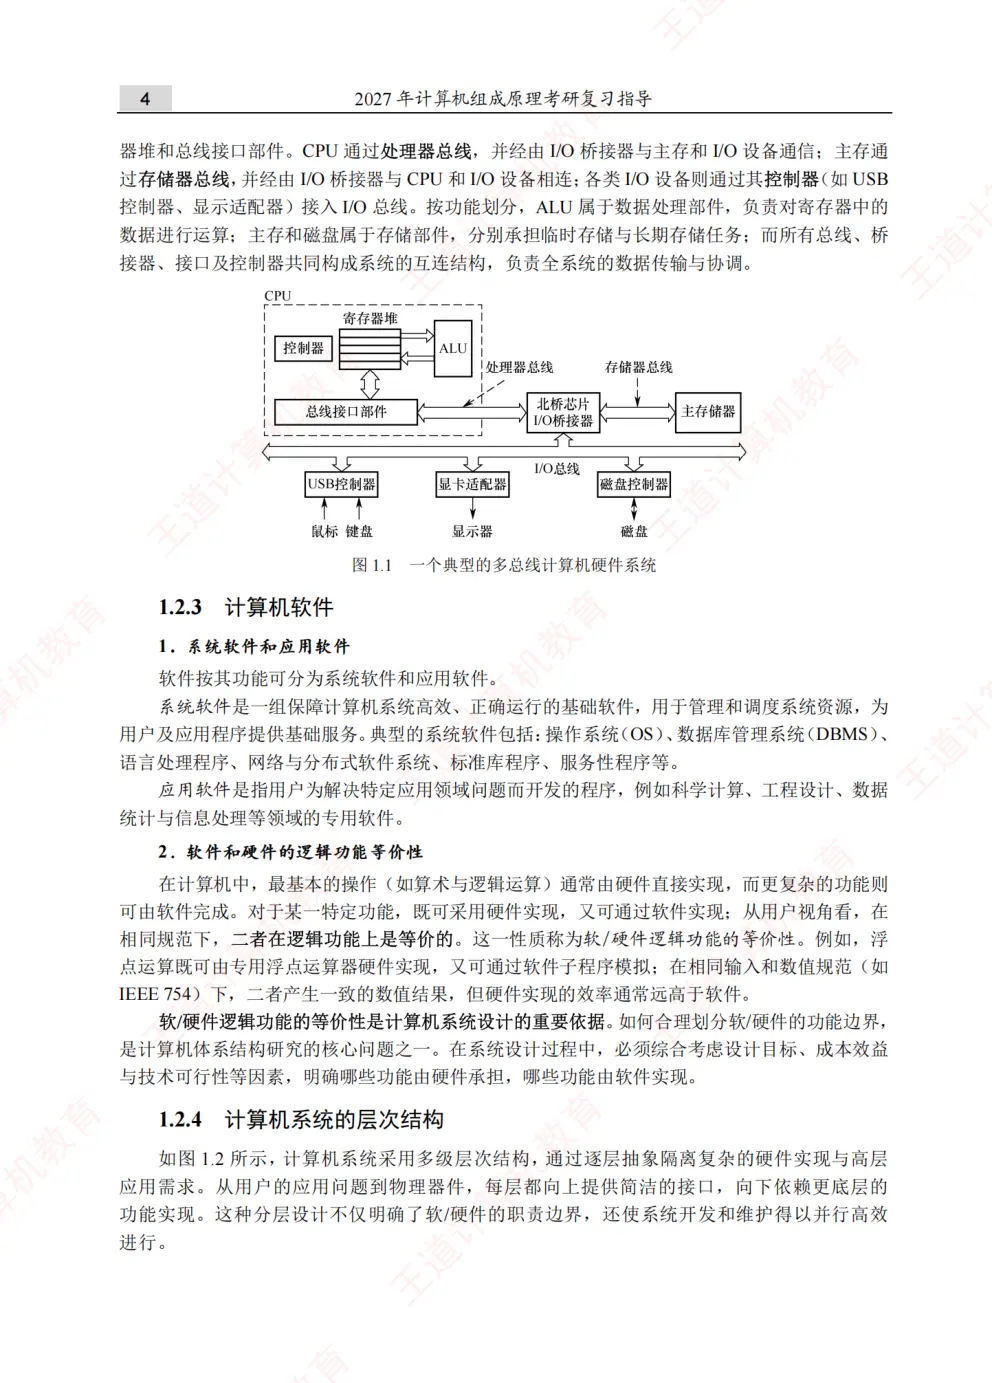 4
2027 年计算机组成原理考研复习指导
器堆和总线接口部件。CPU 通过处理器总线，并经由 I/O 桥接器与主存和 I/O 设备通信；主存通
过存储器总线，并经由 I/O 桥接器与 CPU 和 I/O 设备相连；各类 I/O 设备则通过其控制器（如 USB
控制器、显示适配器）接入 I/O 总线。按功能划分，ALU 属于数据处理部件，负责对寄存器中的
数据进行运算；主存和磁盘属于存储部件，分别承担临时存储与长期存储任务；而所有总线、桥
接器、接口及控制器共同构成系统的互连结构，负责全系统的数据传输与协调。
CPU
寄存器堆
控制器
ALU
处理器总线
存储器总线
总线接口部件
北桥芯片
I/O桥接器
主存储器
I/O总线
USB控制器
显卡适配器
磁盘控制器
鼠标 键盘
显示器
磁盘
图 1.1 一个典型的多总线计算机硬件系统
1.2.3 计算机软件
1．系统软件和应用软件
软件按其功能可分为系统软件和应用软件。
系统软件是一组保障计算机系统高效、正确运行的基础软件，用于管理和调度系统资源，为
用户及应用程序提供基础服务。典型的系统软件包括：操作系统（OS）、数据库管理系统（DBMS）、
语言处理程序、网络与分布式软件系统、标准库程序、服务性程序等。
应用软件是指用户为解决特定应用领域问题而开发的程序，例如科学计算、工程设计、数据
统计与信息处理等领域的专用软件。
2．软件和硬件的逻辑功能等价性
在计算机中，最基本的操作（如算术与逻辑运算）通常由硬件直接实现，而更复杂的功能则
可由软件完成。对于某一特定功能，既可采用硬件实现，又可通过软件实现；从用户视角看，在
相同规范下，二者在逻辑功能上是等价的。这一性质称为软/硬件逻辑功能的等价性。例如，浮
点运算既可由专用浮点运算器硬件实现，又可通过软件子程序模拟；在相同输入和数值规范（如
IEEE 754）下，二者产生一致的数值结果，但硬件实现的效率通常远高于软件。
软/硬件逻辑功能的等价性是计算机系统设计的重要依据。如何合理划分软/硬件的功能边界，
是计算机体系结构研究的核心问题之一。在系统设计过程中，必须综合考虑设计目标、成本效益
与技术可行性等因素，明确哪些功能由硬件承担，哪些功能由软件实现。
1.2.4 计算机系统的层次结构
如图 1.2 所示，计算机系统采用多级层次结构，通过逐层抽象隔离复杂的硬件实现与高层
应用需求。从用户的应用问题到物理器件，每层都向上提供简洁的接口，向下依赖更底层的
功能实现。这种分层设计不仅明确了软/硬件的职责边界，还使系统开发和维护得以并行高效
进行。
王道计算机教育